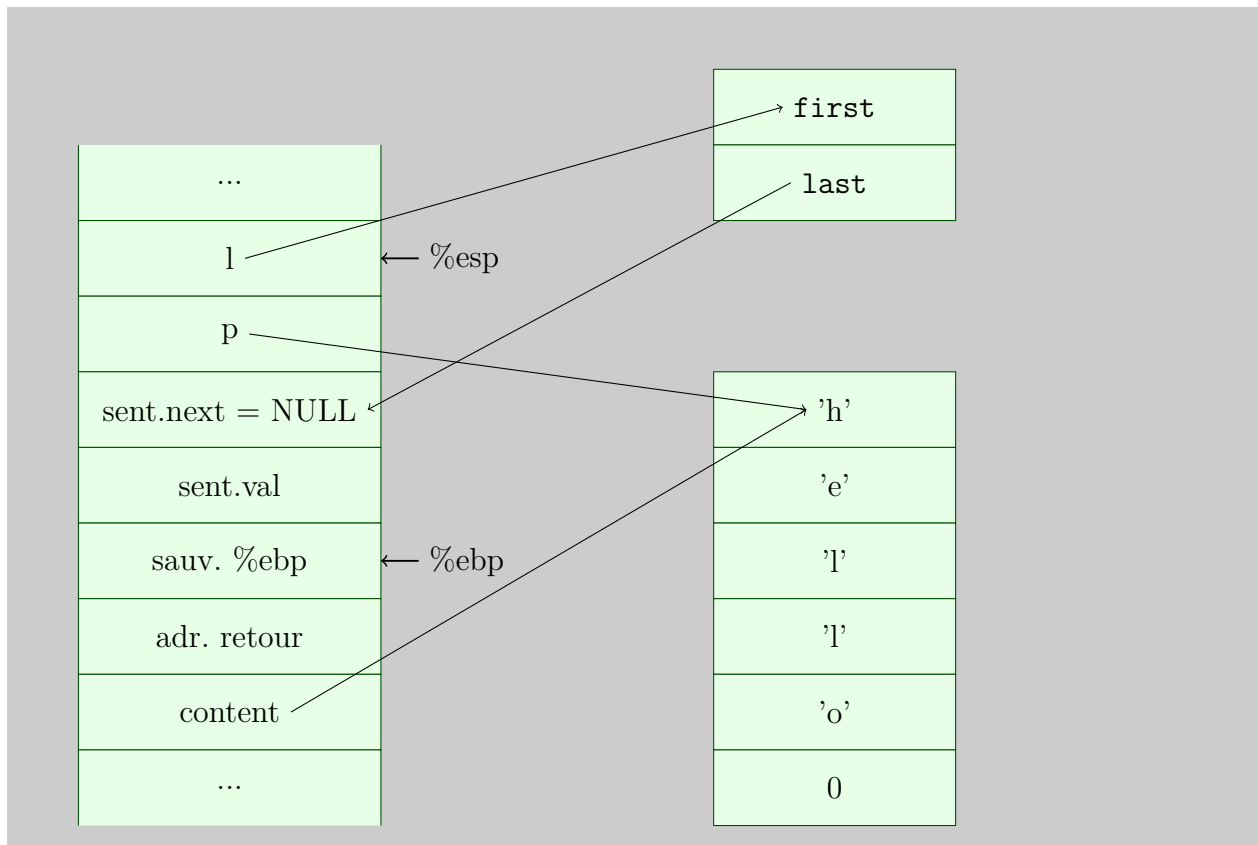 ...
l
%esp
p
sent.next = NULL
sent.val
sauv. %ebp
%ebp
adr. retour
content
...
first
last
'h'
'e'
'l'
'l'
'o'
0